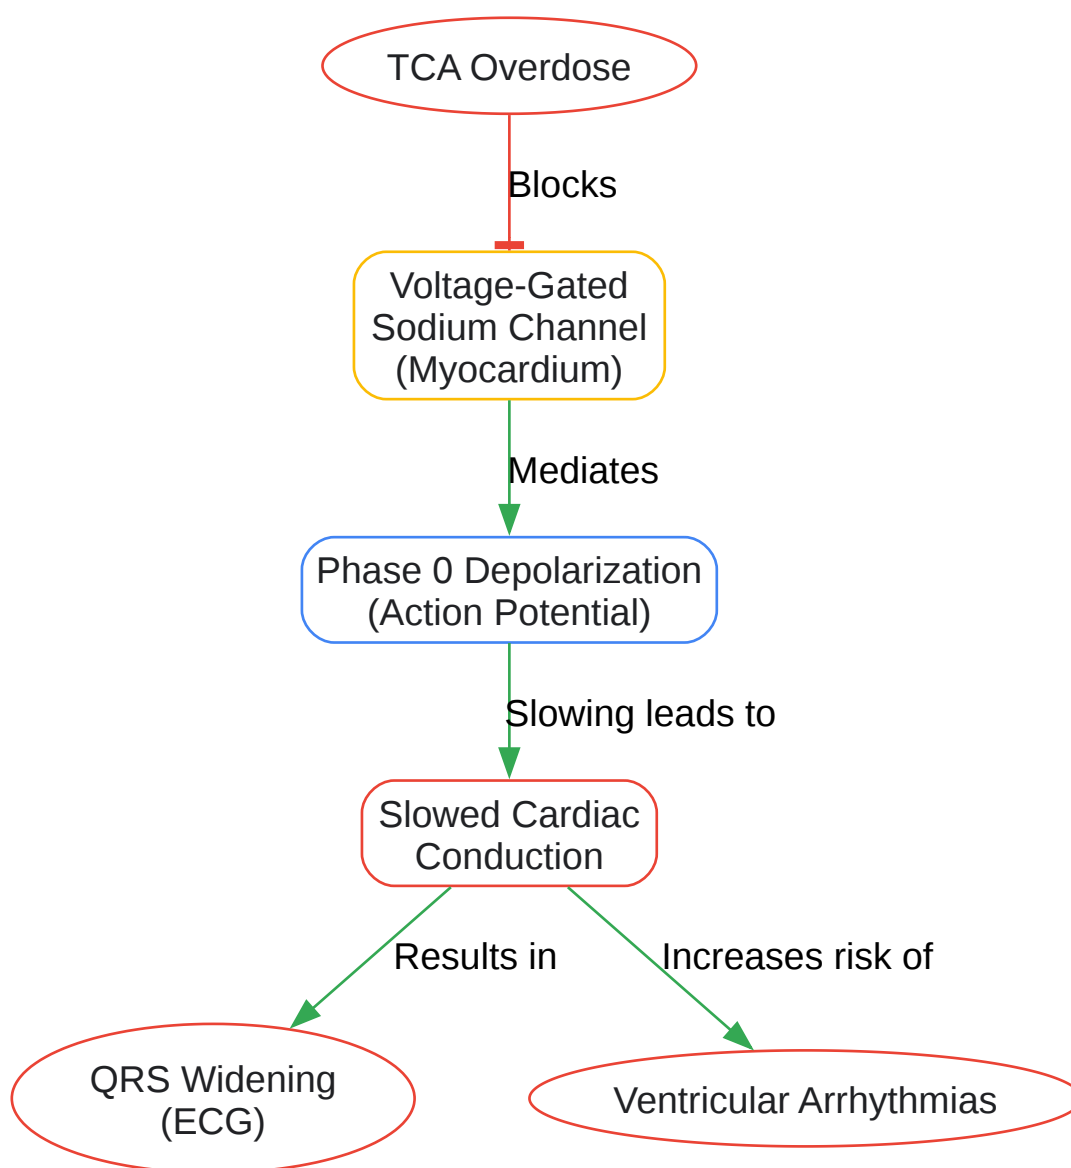 TCA Overdose
Blocks
Voltage-Gated
Sodium Channel
(Myocardium)
Mediates
Phase 0 Depolarization
(Action Potential)
Slowing leads to
Slowed Cardiac
Conduction
Results in
Increases risk of
QRS Widening
(ECG)
Ventricular Arrhythmias